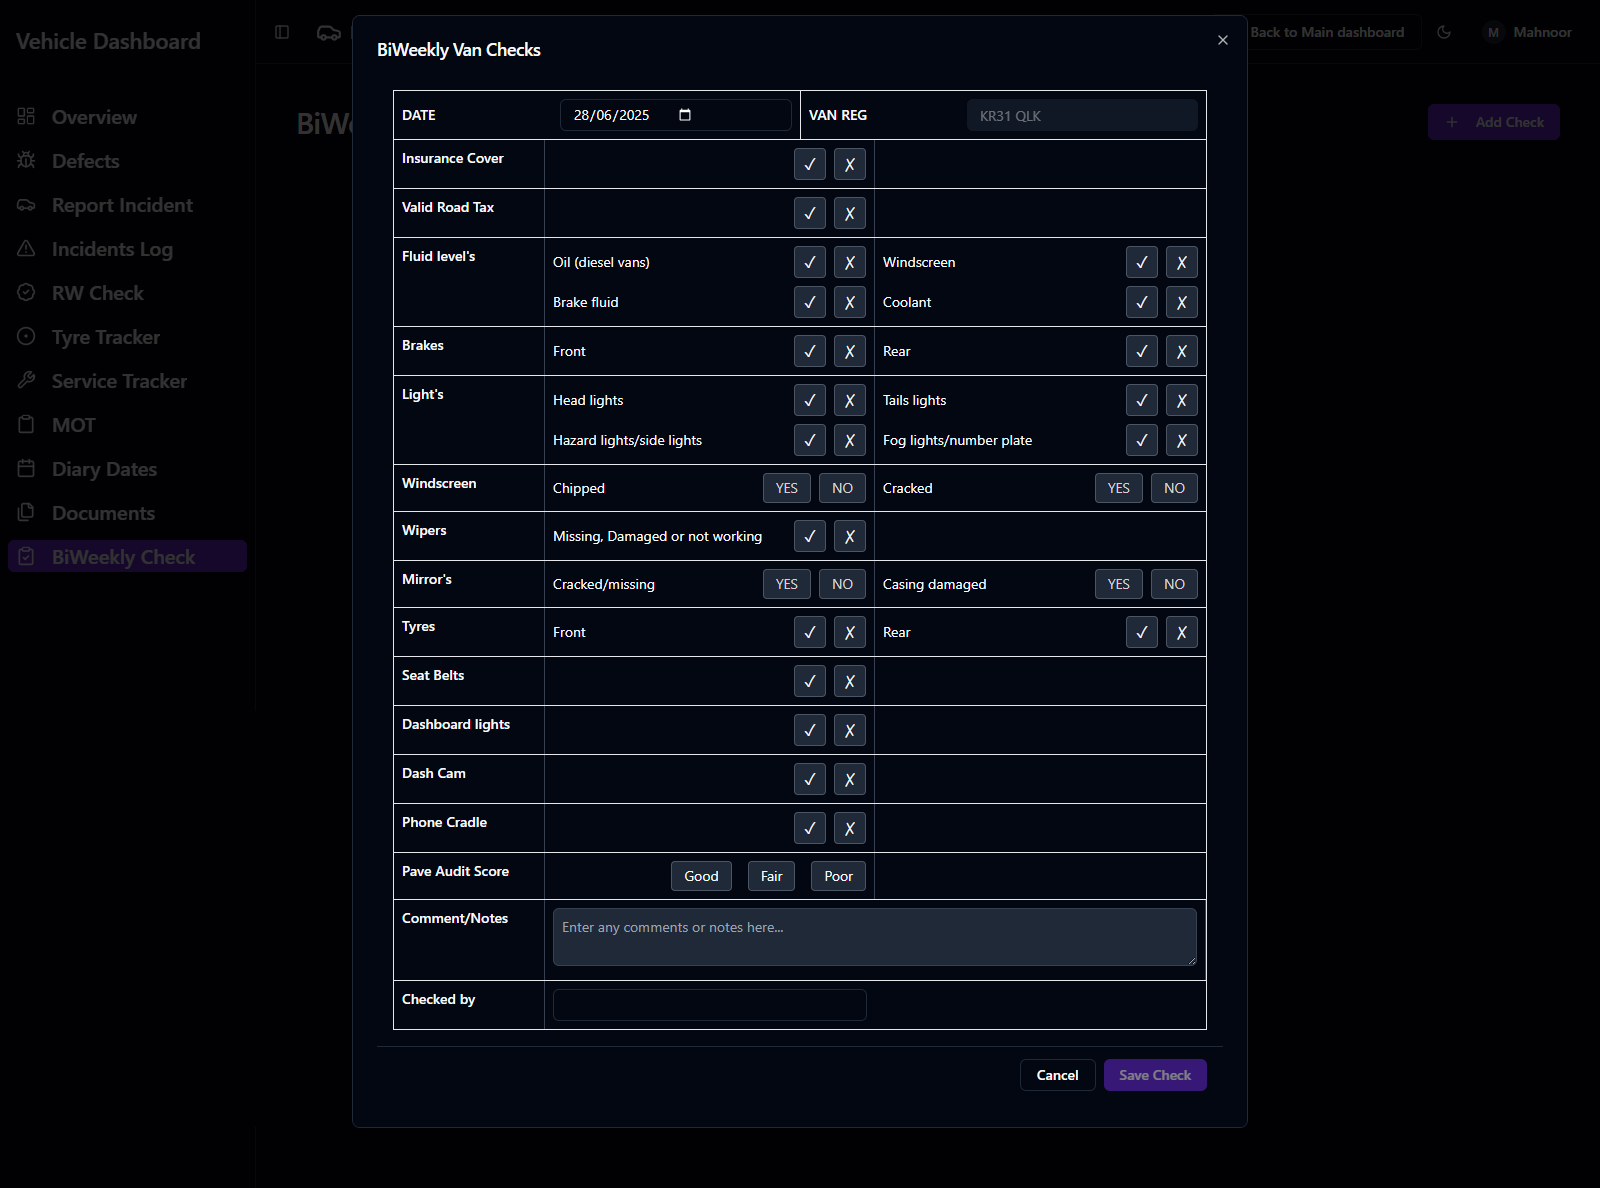 Vehicle Dashboard
Overview
Defects
Report Incident
Incidents Log
RW Check
Tyre Tracker
Service Tracker
MOT
Diary Dates
Documents
BiWeekly Check
Back to Main dashboard
M Mahnoor
Add Check
BiWeekly Van Checks
DATE 28/06/2025 VAN REG KR31 QLK
Insurance Cover ✓ ✗
Valid Road Tax ✓ ✗
Fluid level's Oil (diesel vans) ✓ ✗ Windscreen ✓ ✗
Brake fluid ✓ ✗ Coolant ✓ ✗
Brakes Front ✓ ✗ Rear ✓ ✗
Light's Head lights ✓ ✗ Tails lights ✓ ✗
Hazard lights/side lights ✓ ✗ Fog lights/number plate ✓ ✗
Windscreen Chipped YES NO Cracked YES NO
Wipers Missing, Damaged or not working ✓ ✗
Mirror's Cracked/missing YES NO Casing damaged YES NO
Tyres Front ✓ ✗ Rear ✓ ✗
Seat Belts ✓ ✗
Dashboard lights ✓ ✗
Dash Cam ✓ ✗
Phone Cradle ✓ ✗
Pave Audit Score Good Fair Poor
Comment/Notes Enter any comments or notes here...
Checked by
Cancel Save Check